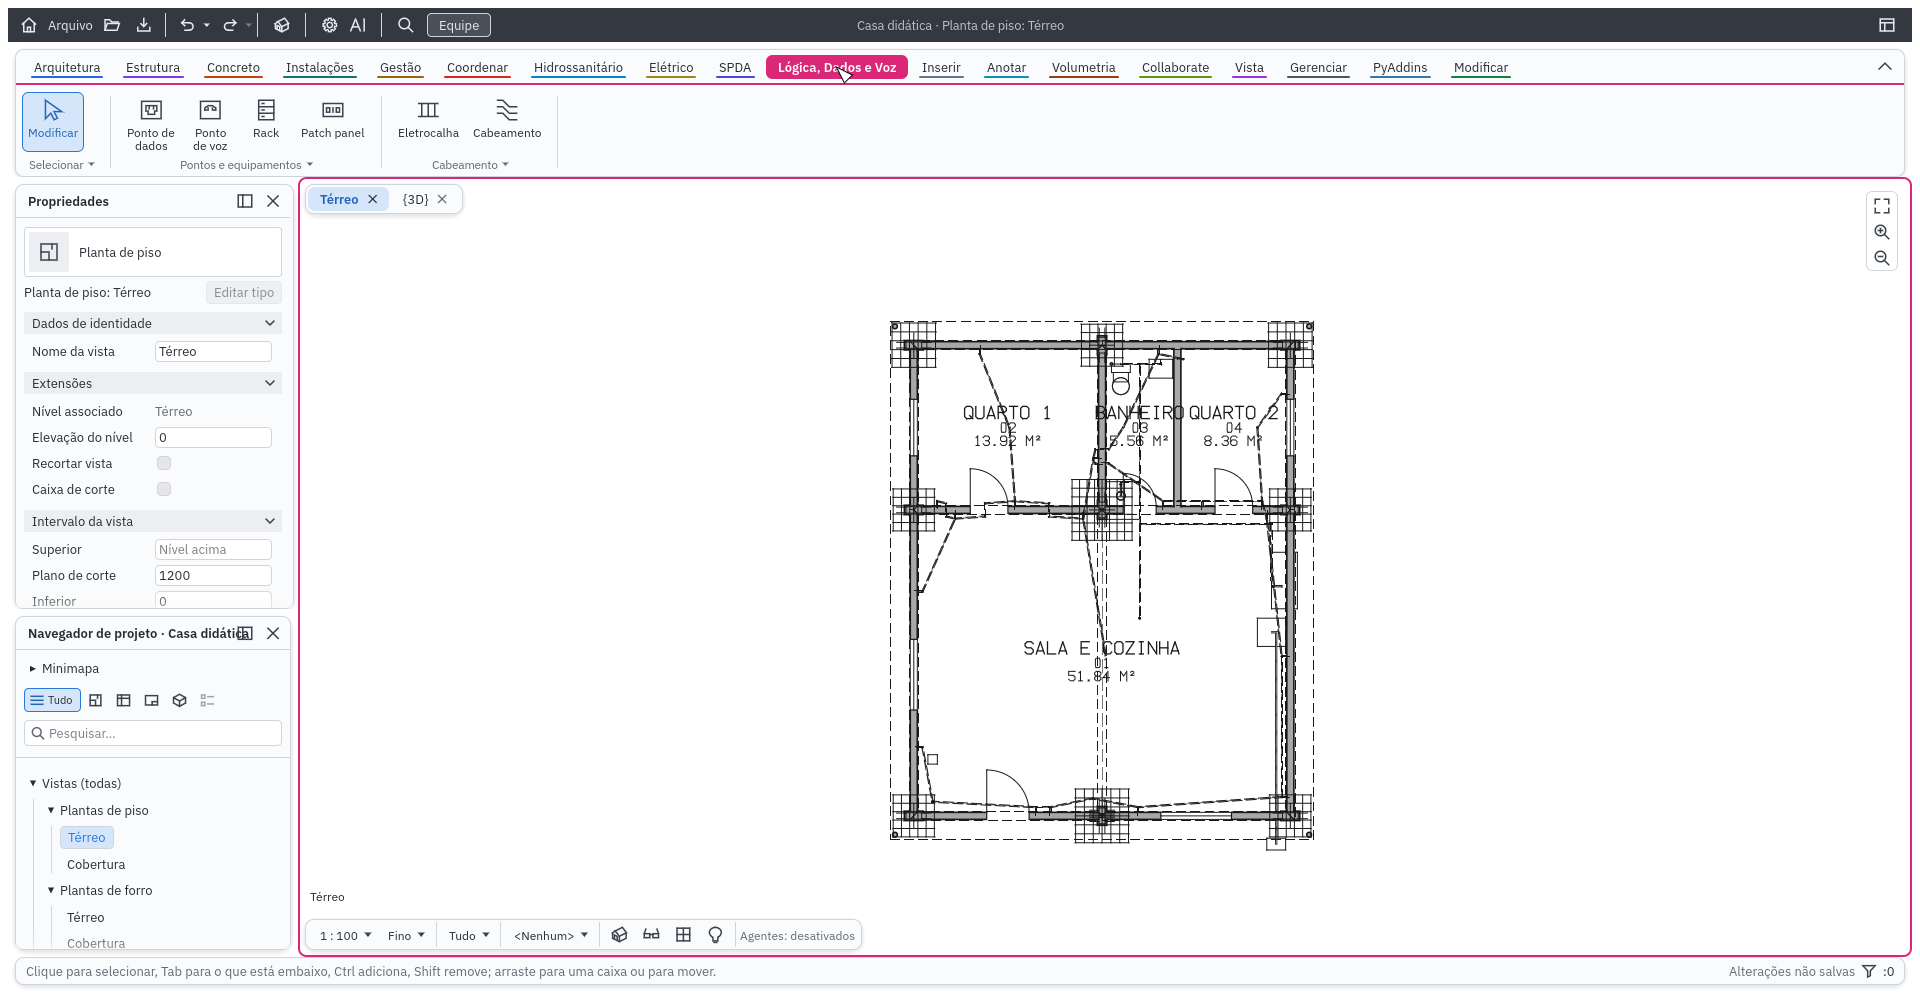 Arquivo
AI
Equipe
Casa didática · Planta de piso: Térreo
Arquitetura
Estrutura
Concreto
Instalações
Gestão
Coordenar
Hidrossanitário
Elétrico
SPDA
Lógica, Dados e Voz
Inserir
Anotar
Volumetria
Collaborate
Vista
Gerenciar
PyAddins
Modificar
Modificar
Ponto de
dados
Ponto
de voz
Rack
Patch panel
Eletrocalha
Cabeamento
Selecionar
Pontos e equipamentos
Cabeamento
Propriedades
Planta de piso
Planta de piso: Térreo
Editar tipo
Dados de identidade
Nome da vista
Térreo
Extensões
Nível associado
Térreo
Elevação do nível
0
Recortar vista
Caixa de corte
Intervalo da vista
Superior
Nível acima
Plano de corte
1200
Inferior
0
Navegador de projeto · Casa didática
Minimapa
Tudo
Pesquisar...
Vistas (todas)
Plantas de piso
Térreo
Cobertura
Plantas de forro
Térreo
Cobertura
Térreo
{3D}
QUARTO 1
02
13.92 M²
BANHEIRO
03
5.56 M²
QUARTO 2
04
8.36 M²
SALA E COZINHA
01
51.84 M²
Térreo
1 : 100
Fino
Tudo
<Nenhum>
Agentes: desativados
Clique para selecionar, Tab para o que está embaixo, Ctrl adiciona, Shift remove; arraste para uma caixa ou para mover.
Alterações não salvas
:0